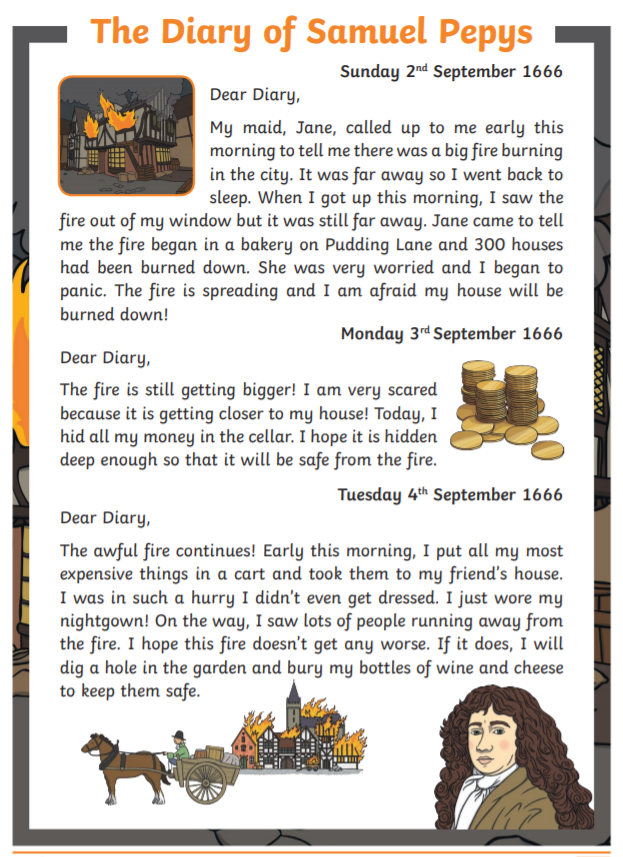 The Diary of Samuel Pepys
Sunday 2nd September 1666
Dear Diary,
My maid, Jane, called up to me early this
morning to tell me there was a big fire burning
in the city. It was far away so I went back to
sleep. When I got up this morning, I saw the
fire out of my window but it was still far away. Jane came to tell
me the fire began in a bakery on Pudding Lane and 300 houses
had been burned down. She was very worried and I began to
panic. The fire is spreading and I am afraid my house will be
burned down!
Monday 3rd September 1666
Dear Diary,
The fire is still getting bigger! I am very scared
because it is getting closer to my house! Today, I
hid all my money in the cellar. I hope it is hidden
deep enough so that it will be safe from the fire.
Tuesday 4th September 1666
Dear Diary,
The awful fire continues! Early this morning, I put all my most
expensive things in a cart and took them to my friend's house.
I was in such a hurry I didn't even get dressed. I just wore my
nightgown! On the way, I saw lots of people running away from
the fire. I hope this fire doesn't get any worse. If it does, I will
dig a hole in the garden and bury my bottles of wine and cheese
to keep them safe.